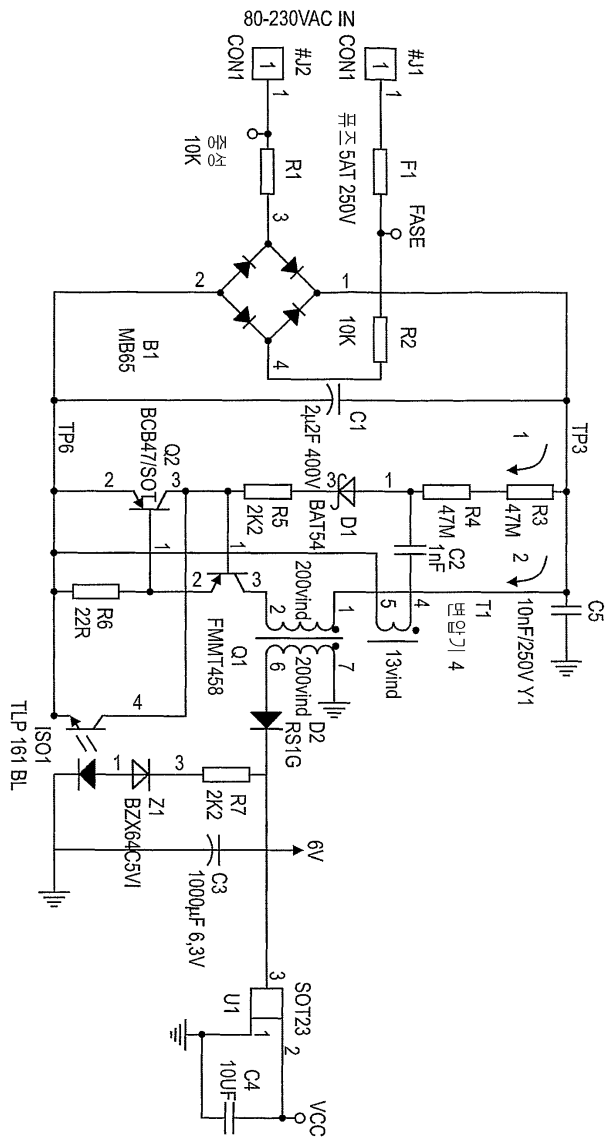 80-230VAC IN
#J2
CON1
1
1
#J1
CON1
1
1
중성
10K
R1
3
퓨즈 5AT 250V
F1
FASE
2
1
4
10K
R2
B1
MB65
C1
2µ2F 400V
TP6
TP3
Q2
BCB47/SOT
2
3
1
R5
2K2
3
D1
BAT54
1
R4
47M
R3
47M
1
2
C2
1nF
C5
10nF/250V Y1
R6
22R
2
1
3
Q1
FMMT458
200vind
2
1
5
4
T1
변압기 4
13vind
6
200vind
7
4
ISO1
TLP 161 BL
D2
RS1G
1
3
Z1
BZX64C5VI
R7
2K2
6V
C3
1000µF 6,3V
3
SOT23
U1
1
2
C4
10UF
VCC